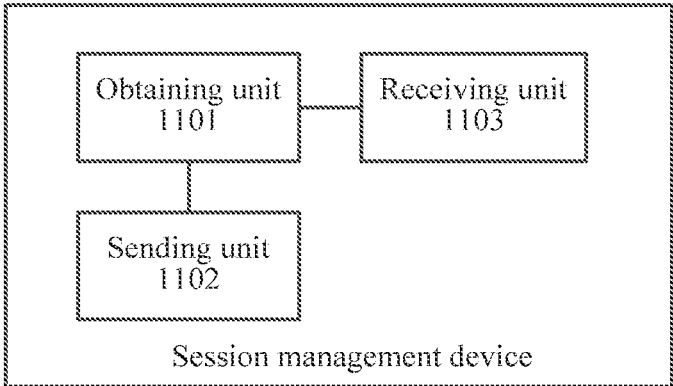 Obtaining unit
1101
Receiving unit
1103
Sending unit
1102
Session management device